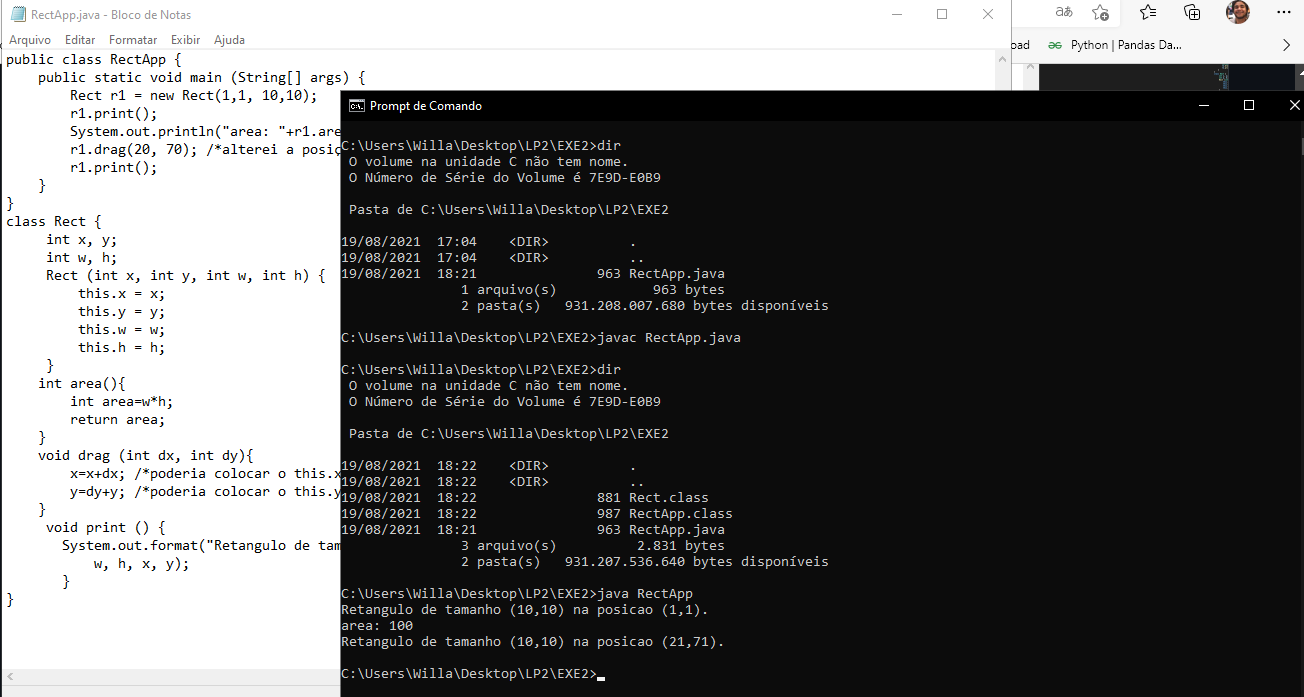 RectApp.java - Bloco de Notas
Arquivo Editar Formatar Exibir Ajuda
public class RectApp {
    public static void main (String[] args) {
        Rect r1 = new Rect(1,1, 10,10);
        r1.print();
        System.out.println("area: "+r1.are
        r1.drag(20, 70); /*alterei a posiç
        r1.print();
    }
}
class Rect {
     int x, y;
     int w, h;
     Rect (int x, int y, int w, int h) {
         this.x = x;
         this.y = y;
         this.w = w;
         this.h = h;
     }
    int area(){
        int area=w*h;
        return area;
    }
    void drag (int dx, int dy){
        x=x+dx; /*poderia colocar o this.x
        y=dy+y; /*poderia colocar o this.y
    }
     void print () {
       System.out.format("Retangulo de tam
           w, h, x, y);
       }
}
aあ
oad Python | Pandas Da...
Prompt de Comando
C:\Users\Willa\Desktop\LP2\EXE2>dir
 O volume na unidade C não tem nome.
 O Número de Série do Volume é 7E9D-E0B9
 Pasta de C:\Users\Willa\Desktop\LP2\EXE2
19/08/2021  17:04    <DIR>          .
19/08/2021  17:04    <DIR>          ..
19/08/2021  18:21               963 RectApp.java
               1 arquivo(s)            963 bytes
               2 pasta(s)   931.208.007.680 bytes disponíveis
C:\Users\Willa\Desktop\LP2\EXE2>javac RectApp.java
C:\Users\Willa\Desktop\LP2\EXE2>dir
 O volume na unidade C não tem nome.
 O Número de Série do Volume é 7E9D-E0B9
 Pasta de C:\Users\Willa\Desktop\LP2\EXE2
19/08/2021  18:22    <DIR>          .
19/08/2021  18:22    <DIR>          ..
19/08/2021  18:22               881 Rect.class
19/08/2021  18:22               987 RectApp.class
19/08/2021  18:21               963 RectApp.java
               3 arquivo(s)          2.831 bytes
               2 pasta(s)   931.207.536.640 bytes disponíveis
C:\Users\Willa\Desktop\LP2\EXE2>java RectApp
Retangulo de tamanho (10,10) na posicao (1,1).
area: 100
Retangulo de tamanho (10,10) na posicao (21,71).
C:\Users\Willa\Desktop\LP2\EXE2>